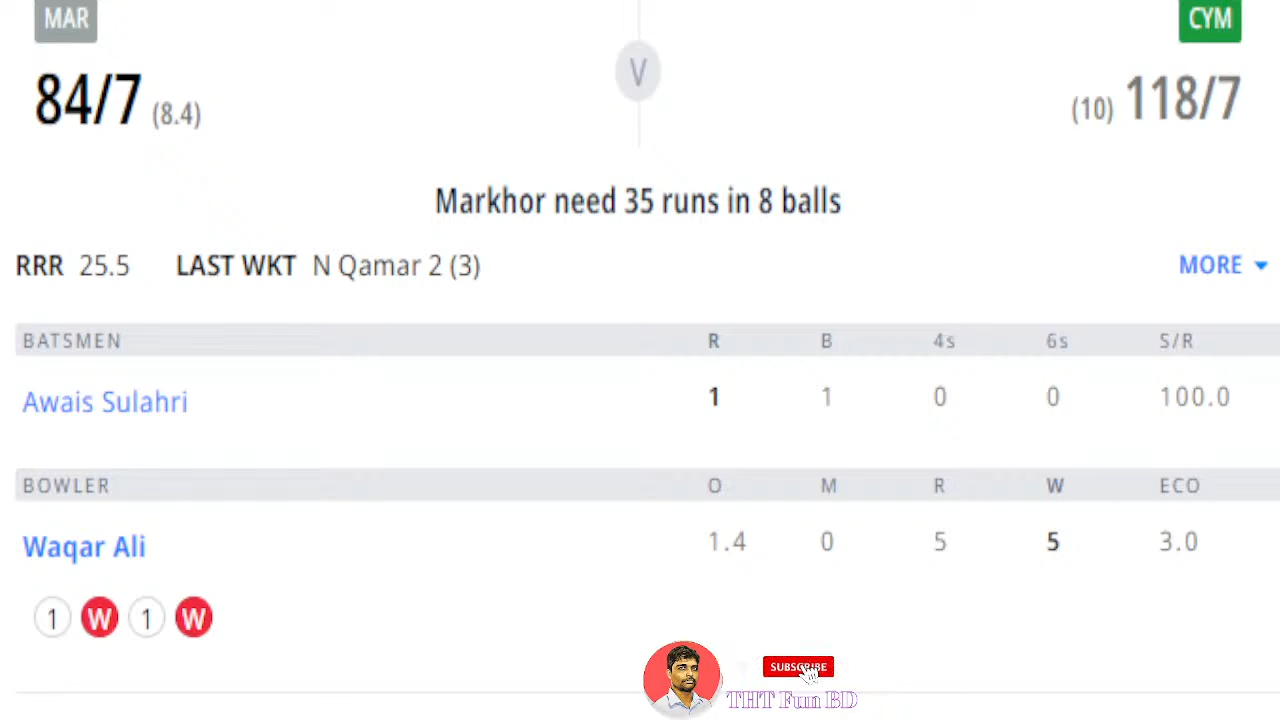 MAR
CYM
V
84/7 (8.4)
(10) 118/7
Markhor need 35 runs in 8 balls
RRR 25.5 LAST WKT N Qamar 2 (3)
MORE
BATSMEN R B 4s 6s S/R
Awais Sulahri 1 1 0 0 100.0
BOWLER O M R W ECO
Waqar Ali 1.4 0 5 5 3.0
1 W 1 W
SUBSCRIBE
THT Fun BD